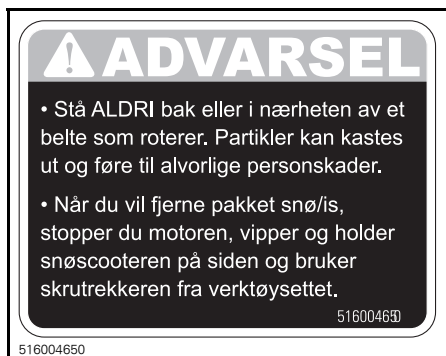 ADVARSEL
• Stå ALDRI bak eller i nærheten av et
belte som roterer. Partikler kan kastes
ut og føre til alvorlige personskader.
• Når du vil fjerne pakket snø/is,
stopper du motoren, vipper og holder
snøscooteren på siden og bruker
skrutrekkeren fra verktøysettet.
516004650
516004650